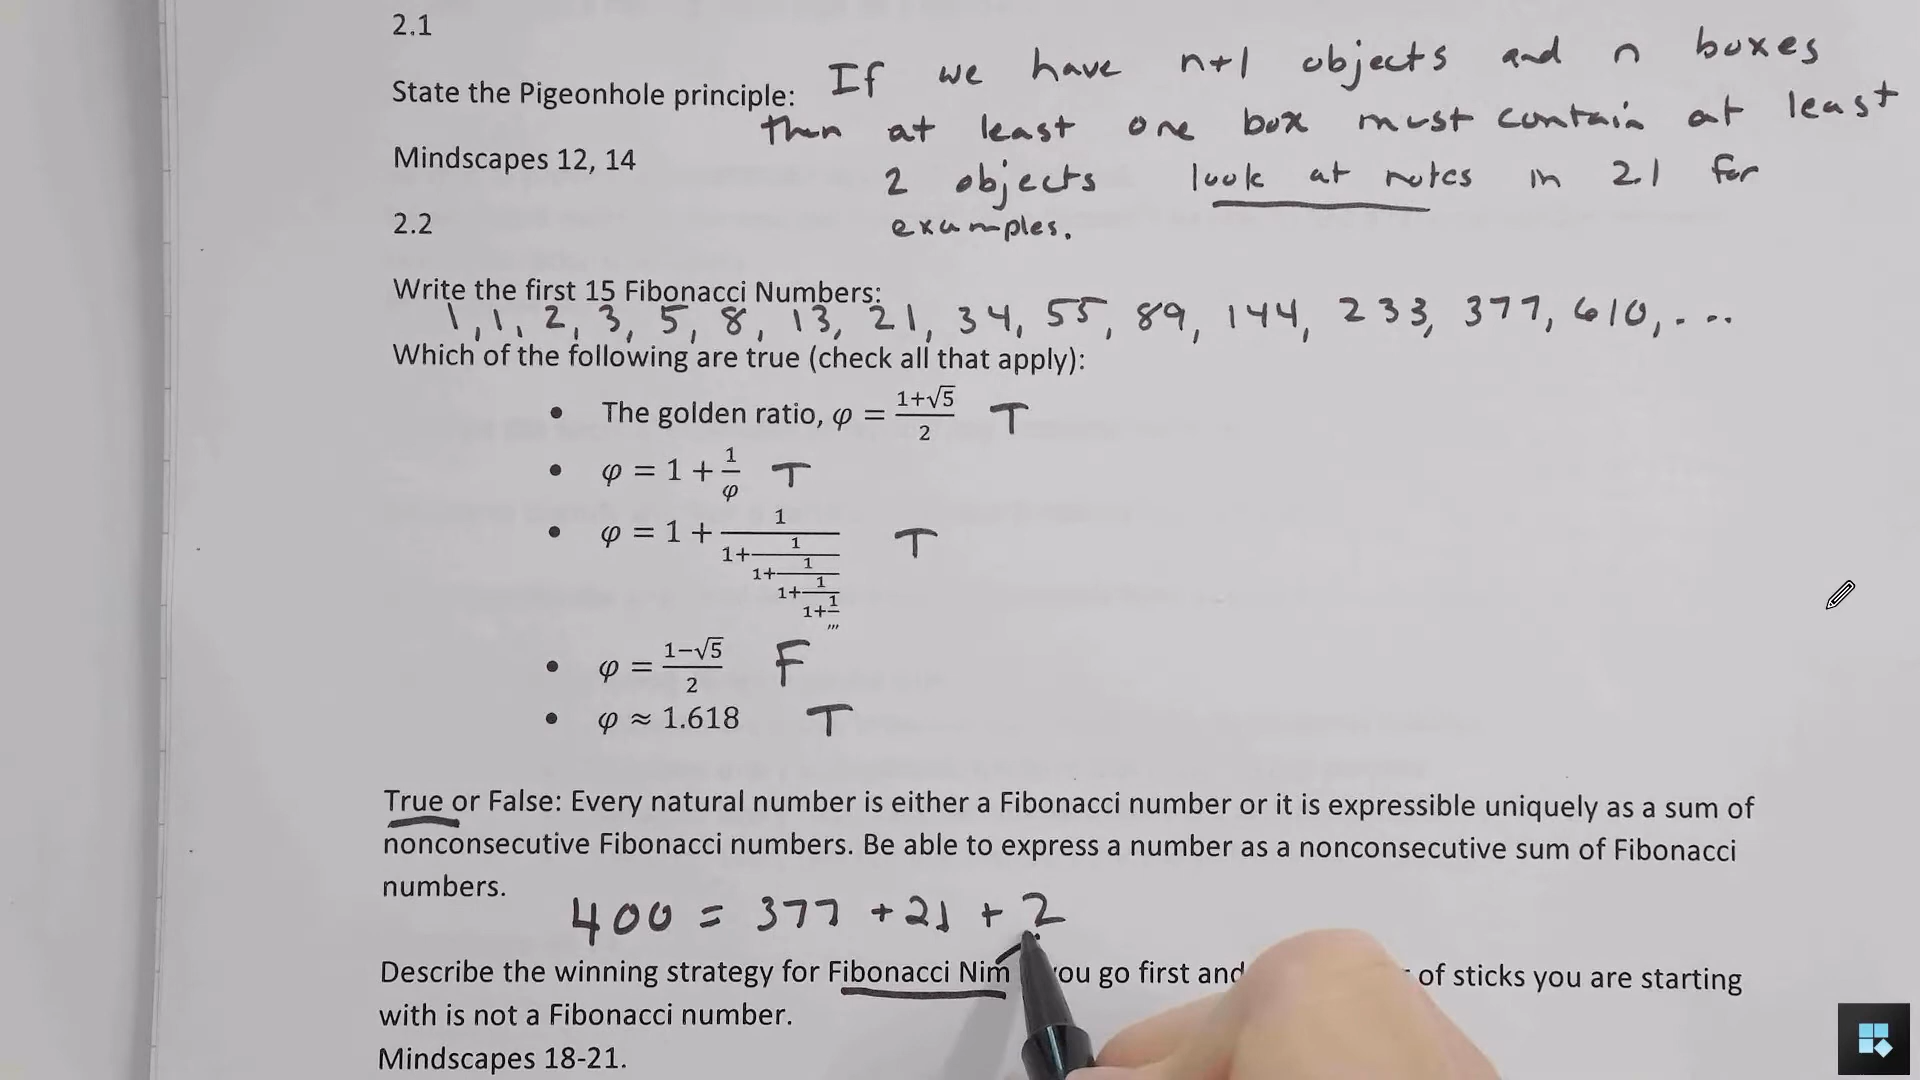 2.1
If we have n+1 objects and n boxes
State the Pigeonhole principle:
then at least one box must contain at least
Mindscapes 12, 14
2 objects look at notes in 2.1 for
2.2
examples.
Write the first 15 Fibonacci Numbers:
1, 1, 2, 3, 5, 8, 13, 21, 34, 55, 89, 144, 233, 377, 610, ...
Which of the following are true (check all that apply):
• The golden ratio, φ = (1+√5)/2 T
• φ = 1 + 1/φ T
• φ = 1 + 1/(1+1/(1+1/(1+1/(1+1/,,,)))) T
• φ = (1−√5)/2 F
• φ ≈ 1.618 T
True or False: Every natural number is either a Fibonacci number or it is expressible uniquely as a sum of
nonconsecutive Fibonacci numbers. Be able to express a number as a nonconsecutive sum of Fibonacci
numbers.
400 = 377 + 21 + 2
Describe the winning strategy for Fibonacci Nim you go first and of sticks you are starting
with is not a Fibonacci number.
Mindscapes 18-21.